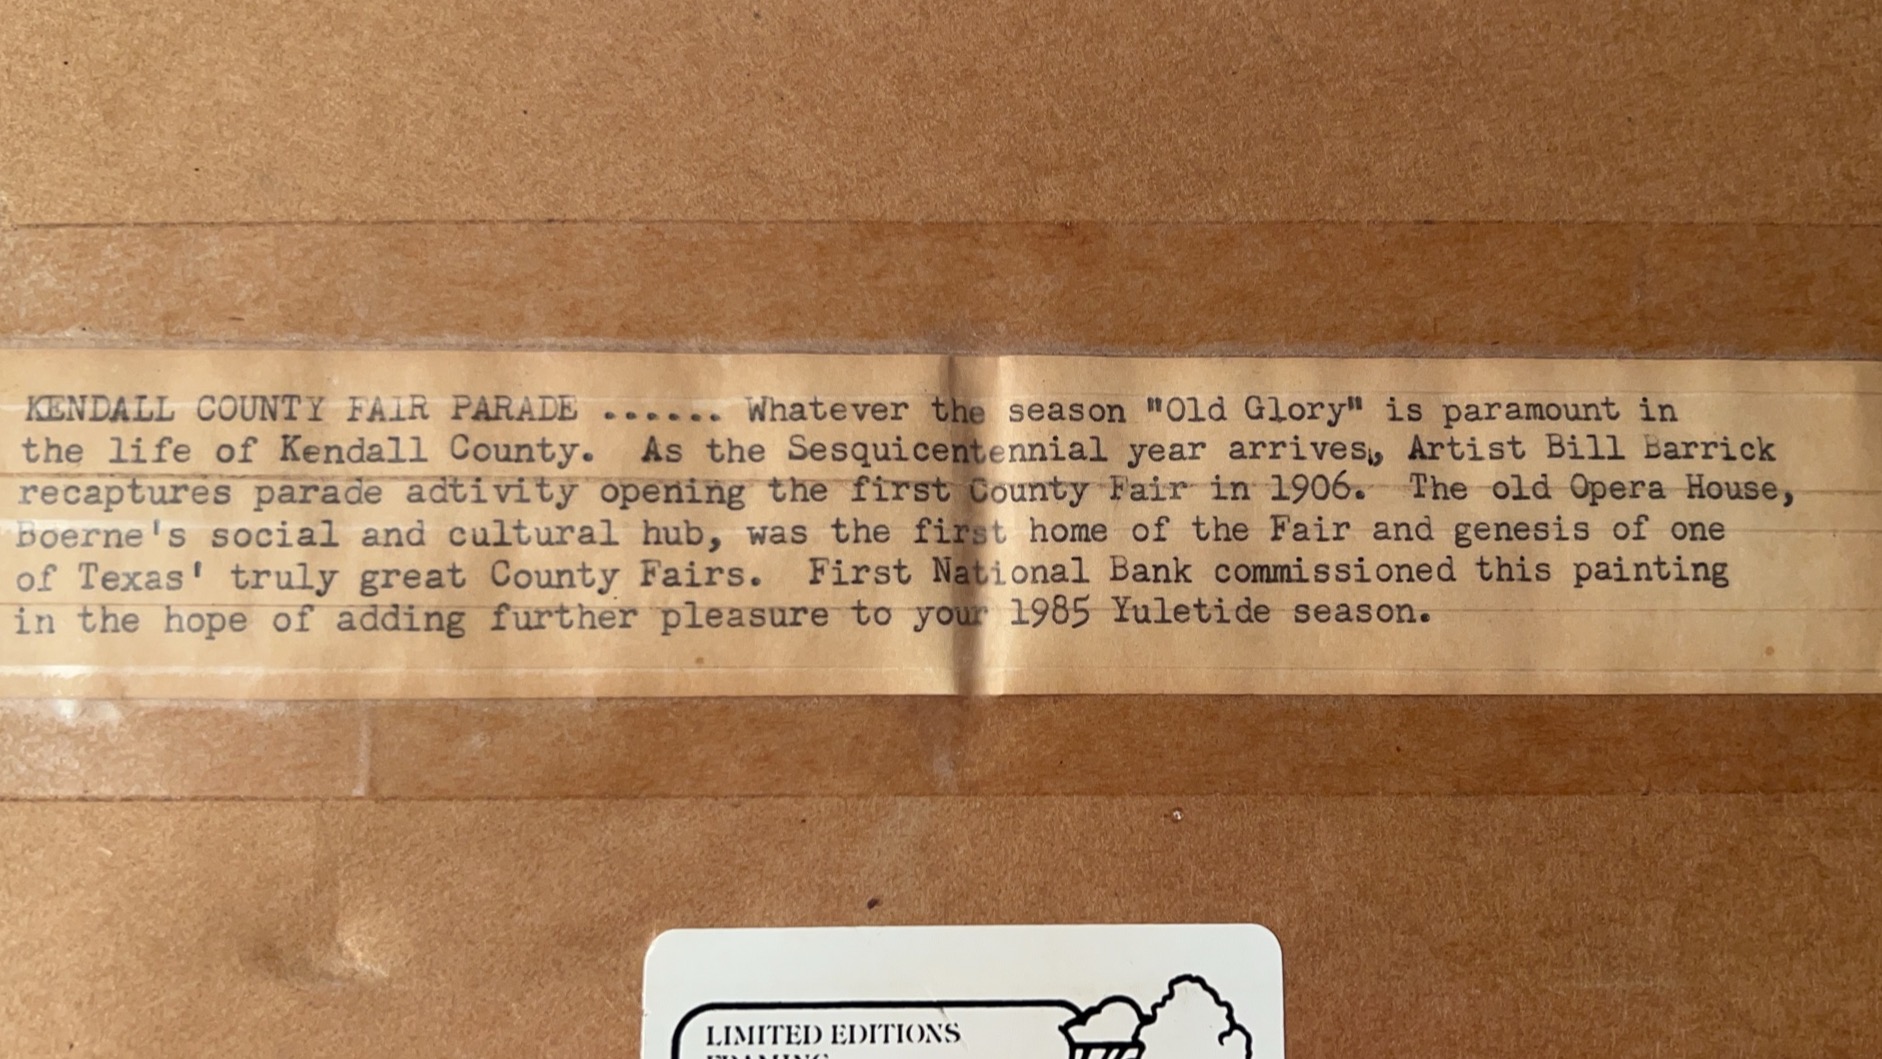 KENDALL COUNTY FAIR PARADE ...... Whatever the season "Old Glory" is paramount in
the life of Kendall County. As the Sesquicentennial year arrives, Artist Bill Barrick
recaptures parade adtivity opening the first County Fair in 1906. The old Opera House,
Boerne's social and cultural hub, was the first home of the Fair and genesis of one
of Texas' truly great County Fairs. First National Bank commissioned this painting
in the hope of adding further pleasure to your 1985 Yuletide season.
LIMITED EDITIONS
FRAMING